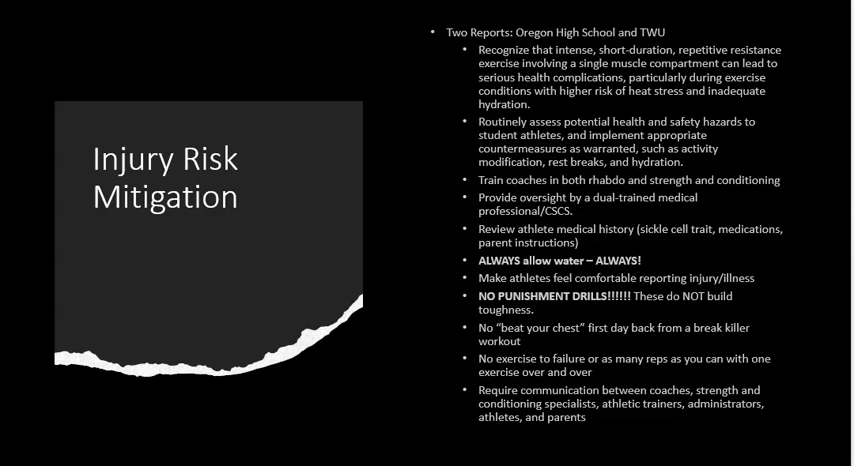 Injury Risk
Mitigation
• Two Reports: Oregon High School and TWU
• Recognize that intense, short-duration, repetitive resistance
exercise involving a single muscle compartment can lead to
serious health complications, particularly during exercise
conditions with higher risk of heat stress and inadequate
hydration.
• Routinely assess potential health and safety hazards to
student athletes, and implement appropriate
countermeasures as warranted, such as activity
modification, rest breaks, and hydration.
• Train coaches in both rhabdo and strength and conditioning
• Provide oversight by a dual-trained medical
professional/CSCS.
• Review athlete medical history (sickle cell trait, medications,
parent instructions)
• ALWAYS allow water – ALWAYS!
• Make athletes feel comfortable reporting injury/illness
• NO PUNISHMENT DRILLS!!!!!! These do NOT build
toughness.
• No “beat your chest” first day back from a break killer
workout
• No exercise to failure or as many reps as you can with one
exercise over and over
• Require communication between coaches, strength and
conditioning specialists, athletic trainers, administrators,
athletes, and parents